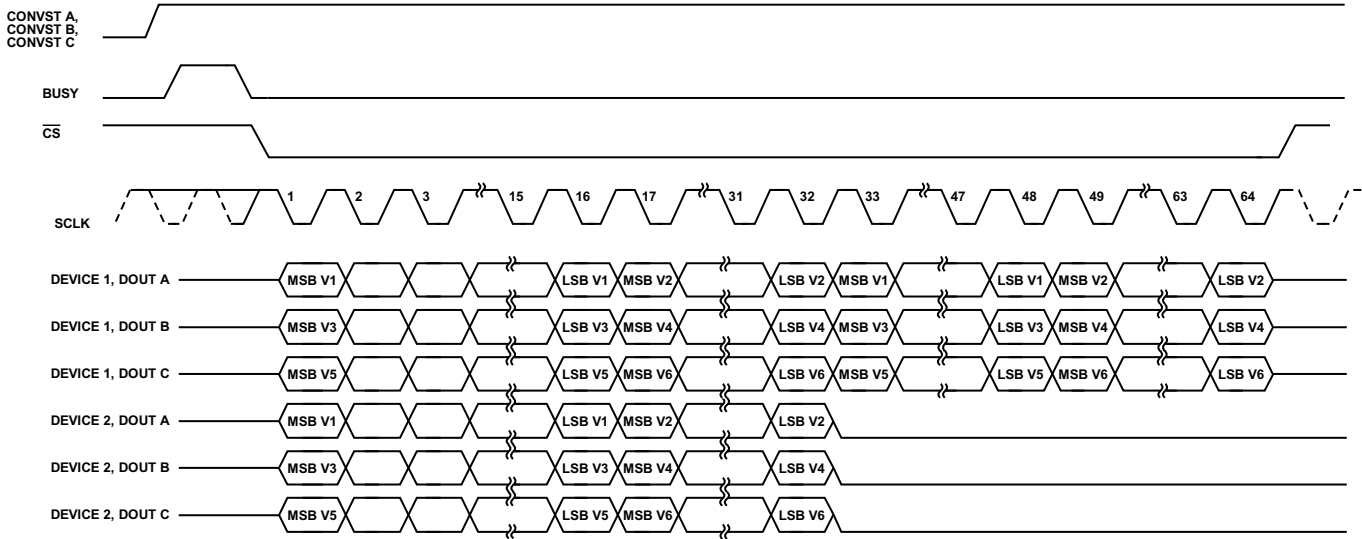 CONVST A,
CONVST B,
CONVST C
BUSY
CS
SCLK 1 2 3 15 16 17 31 32 33 47 48 49 63 64
DEVICE 1, DOUT A MSB V1 LSB V1 MSB V2 LSB V2 MSB V1 LSB V1 MSB V2 LSB V2
DEVICE 1, DOUT B MSB V3 LSB V3 MSB V4 LSB V4 MSB V3 LSB V3 MSB V4 LSB V4
DEVICE 1, DOUT C MSB V5 LSB V5 MSB V6 LSB V6 MSB V5 LSB V5 MSB V6 LSB V6
DEVICE 2, DOUT A MSB V1 LSB V1 MSB V2 LSB V2
DEVICE 2, DOUT B MSB V3 LSB V3 MSB V4 LSB V4
DEVICE 2, DOUT C MSB V5 LSB V5 MSB V6 LSB V6